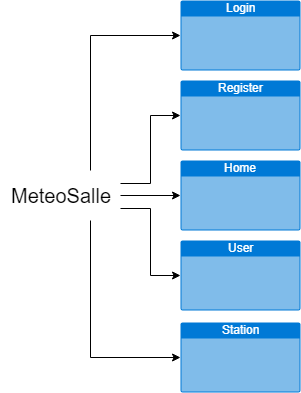 Login
Register
Home
MeteoSalle
User
Station